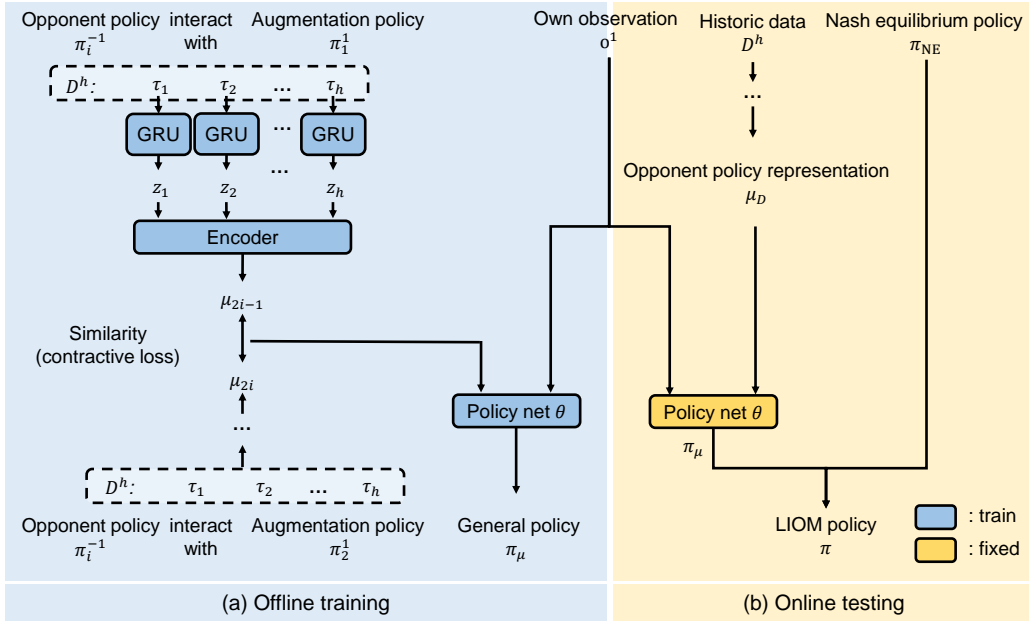 Opponent policy interact Augmentation policy
π_i^{-1} with π_1^1
D^h: τ_1 τ_2 ... τ_h
GRU GRU ... GRU
...
z_1 z_2 z_h
Encoder
μ_{2i-1}
Similarity
(contractive loss)
μ_{2i}
...
D^h: τ_1 τ_2 ... τ_h
Opponent policy interact Augmentation policy
π_i^{-1} with π_2^1
Policy net θ
General policy
π_μ
(a) Offline training
Own observation
o^1
Historic data
D^h
...
Opponent policy representation
μ_D
Nash equilibrium policy
π_NE
Policy net θ
π_μ
LIOM policy
π
: train
: fixed
(b) Online testing